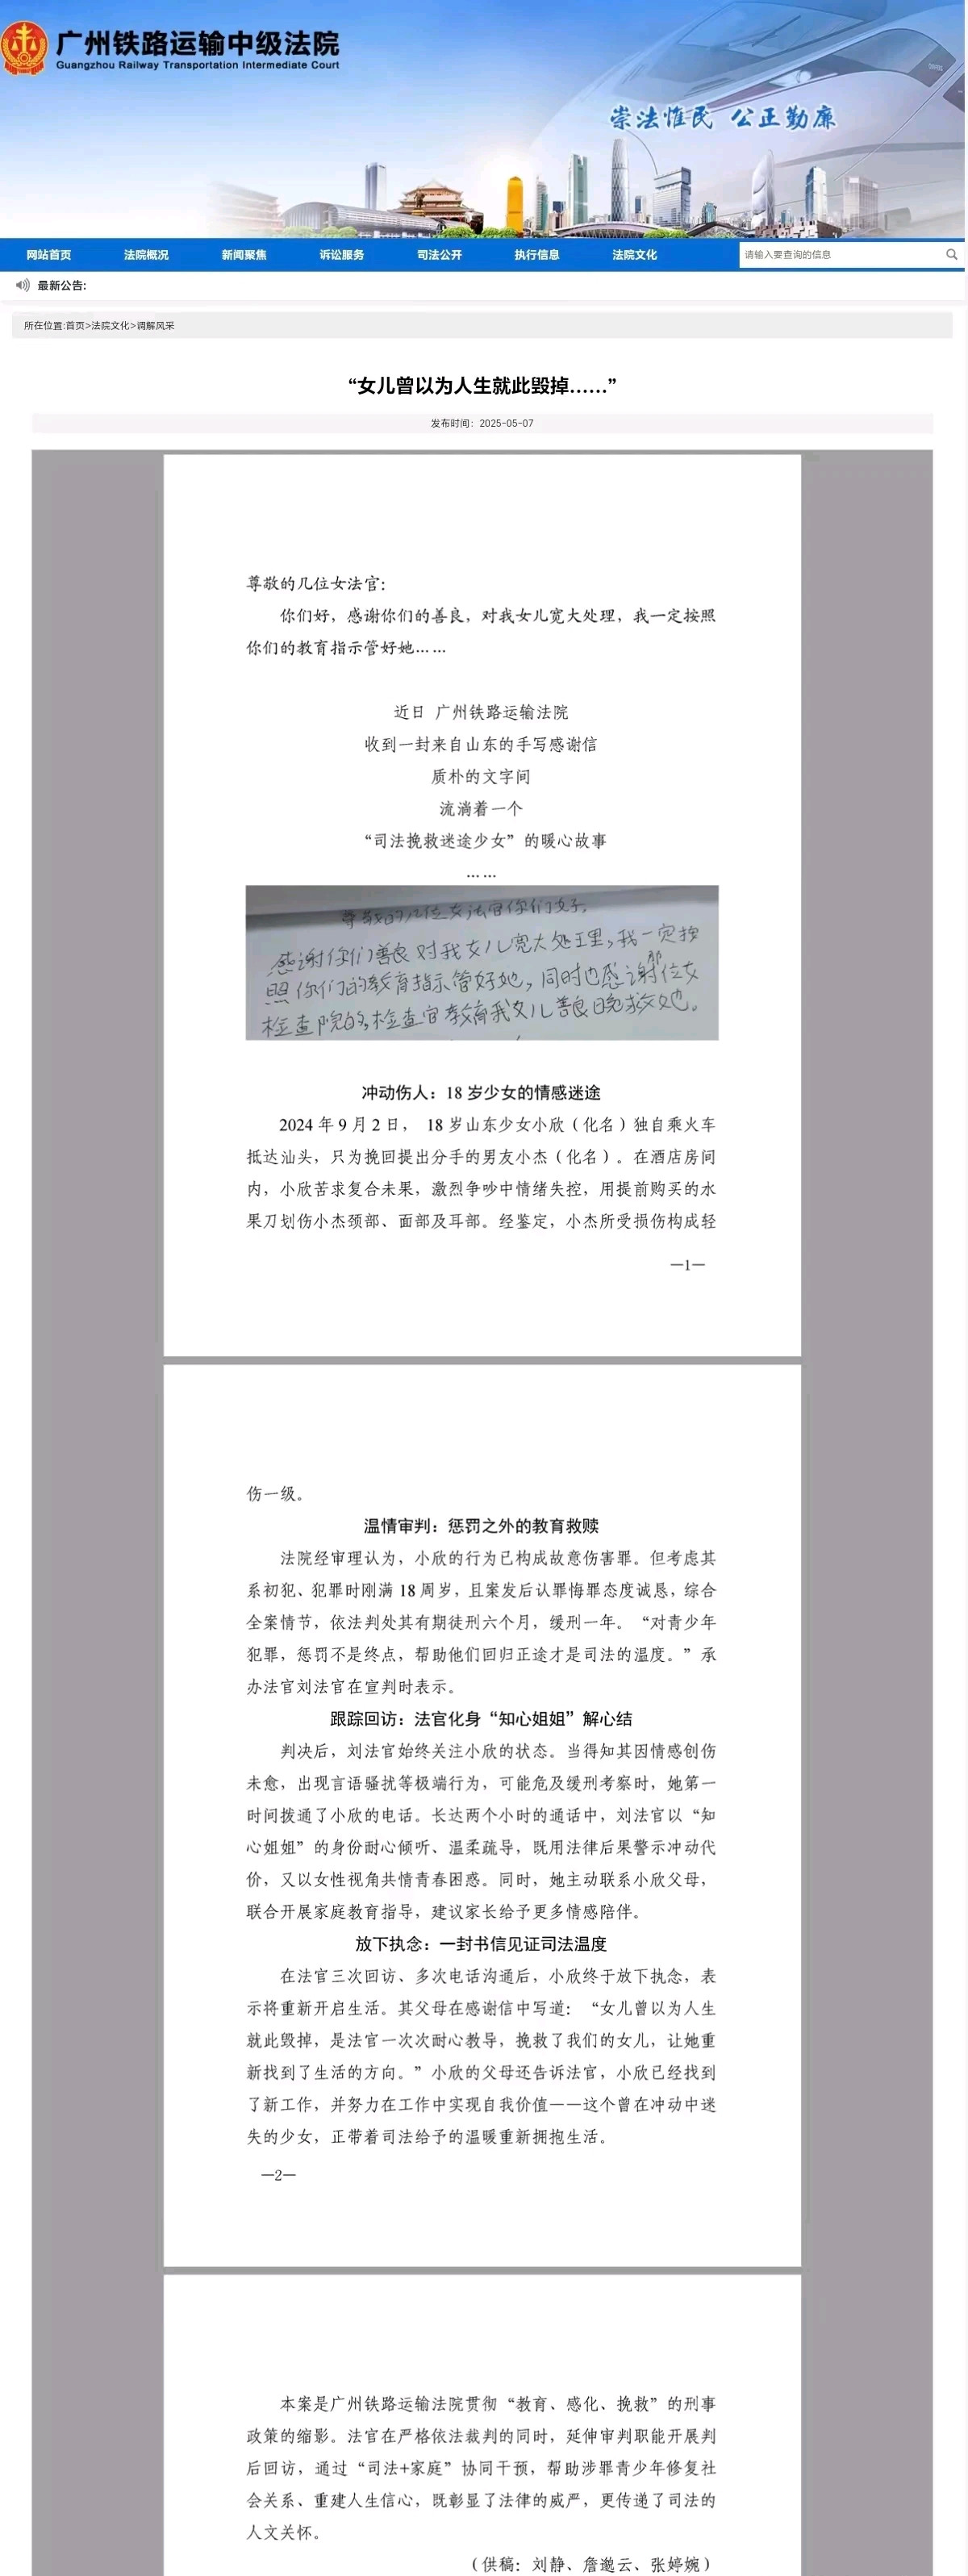 广州铁路运输中级法院
Guangzhou Railway Transportation Intermediate Court
崇法惟民 公正勤廉
网站首页 法院概况 新闻聚焦 诉讼服务 司法公开 执行信息 法院文化 请输入要查询的信息
最新公告:
所在位置:首页>法院文化>调解风采
“女儿曾以为人生就此毁掉……”
发布时间：2025-05-07
尊敬的几位女法官：
你们好，感谢你们的善良，对我女儿宽大处理，我一定按照
你们的教育指示管好她……
近日 广州铁路运输法院
收到一封来自山东的手写感谢信
质朴的文字间
流淌着一个
“司法挽救迷途少女”的暖心故事
……
尊敬的几位女法官你们好,
感谢你们善良对我女儿宽大处理,我一定按
照你们的教育指示管好她,同时也感谢那位女
检查院的,检查官教育我女儿善良晚救她。
冲动伤人：18 岁少女的情感迷途
2024 年 9 月 2 日， 18 岁山东少女小欣（化名）独自乘火车
抵达汕头，只为挽回提出分手的男友小杰（化名）。在酒店房间
内，小欣苦求复合未果，激烈争吵中情绪失控，用提前购买的水
果刀划伤小杰颈部、面部及耳部。经鉴定，小杰所受损伤构成轻
—1—
伤一级。
温情审判：惩罚之外的教育救赎
法院经审理认为，小欣的行为已构成故意伤害罪。但考虑其
系初犯、犯罪时刚满 18 周岁，且案发后认罪悔罪态度诚恳，综合
全案情节，依法判处其有期徒刑六个月，缓刑一年。“对青少年
犯罪，惩罚不是终点，帮助他们回归正途才是司法的温度。”承
办法官刘法官在宣判时表示。
跟踪回访：法官化身“知心姐姐”解心结
判决后，刘法官始终关注小欣的状态。当得知其因情感创伤
未愈，出现言语骚扰等极端行为，可能危及缓刑考察时，她第一
时间拨通了小欣的电话。长达两个小时的通话中，刘法官以“知
心姐姐”的身份耐心倾听、温柔疏导，既用法律后果警示冲动代
价，又以女性视角共情青春困惑。同时，她主动联系小欣父母，
联合开展家庭教育指导，建议家长给予更多情感陪伴。
放下执念：一封书信见证司法温度
在法官三次回访、多次电话沟通后，小欣终于放下执念，表
示将重新开启生活。其父母在感谢信中写道：“女儿曾以为人生
就此毁掉，是法官一次次耐心教导，挽救了我们的女儿，让她重
新找到了生活的方向。”小欣的父母还告诉法官，小欣已经找到
了新工作，并努力在工作中实现自我价值——这个曾在冲动中迷
失的少女，正带着司法给予的温暖重新拥抱生活。
—2—
本案是广州铁路运输法院贯彻“教育、感化、挽救”的刑事
政策的缩影。法官在严格依法裁判的同时，延伸审判职能开展判
后回访，通过“司法+家庭”协同干预，帮助涉罪青少年修复社
会关系、重建人生信心，既彰显了法律的威严，更传递了司法的
人文关怀。
（供稿：刘静、詹邈云、张婷婉）